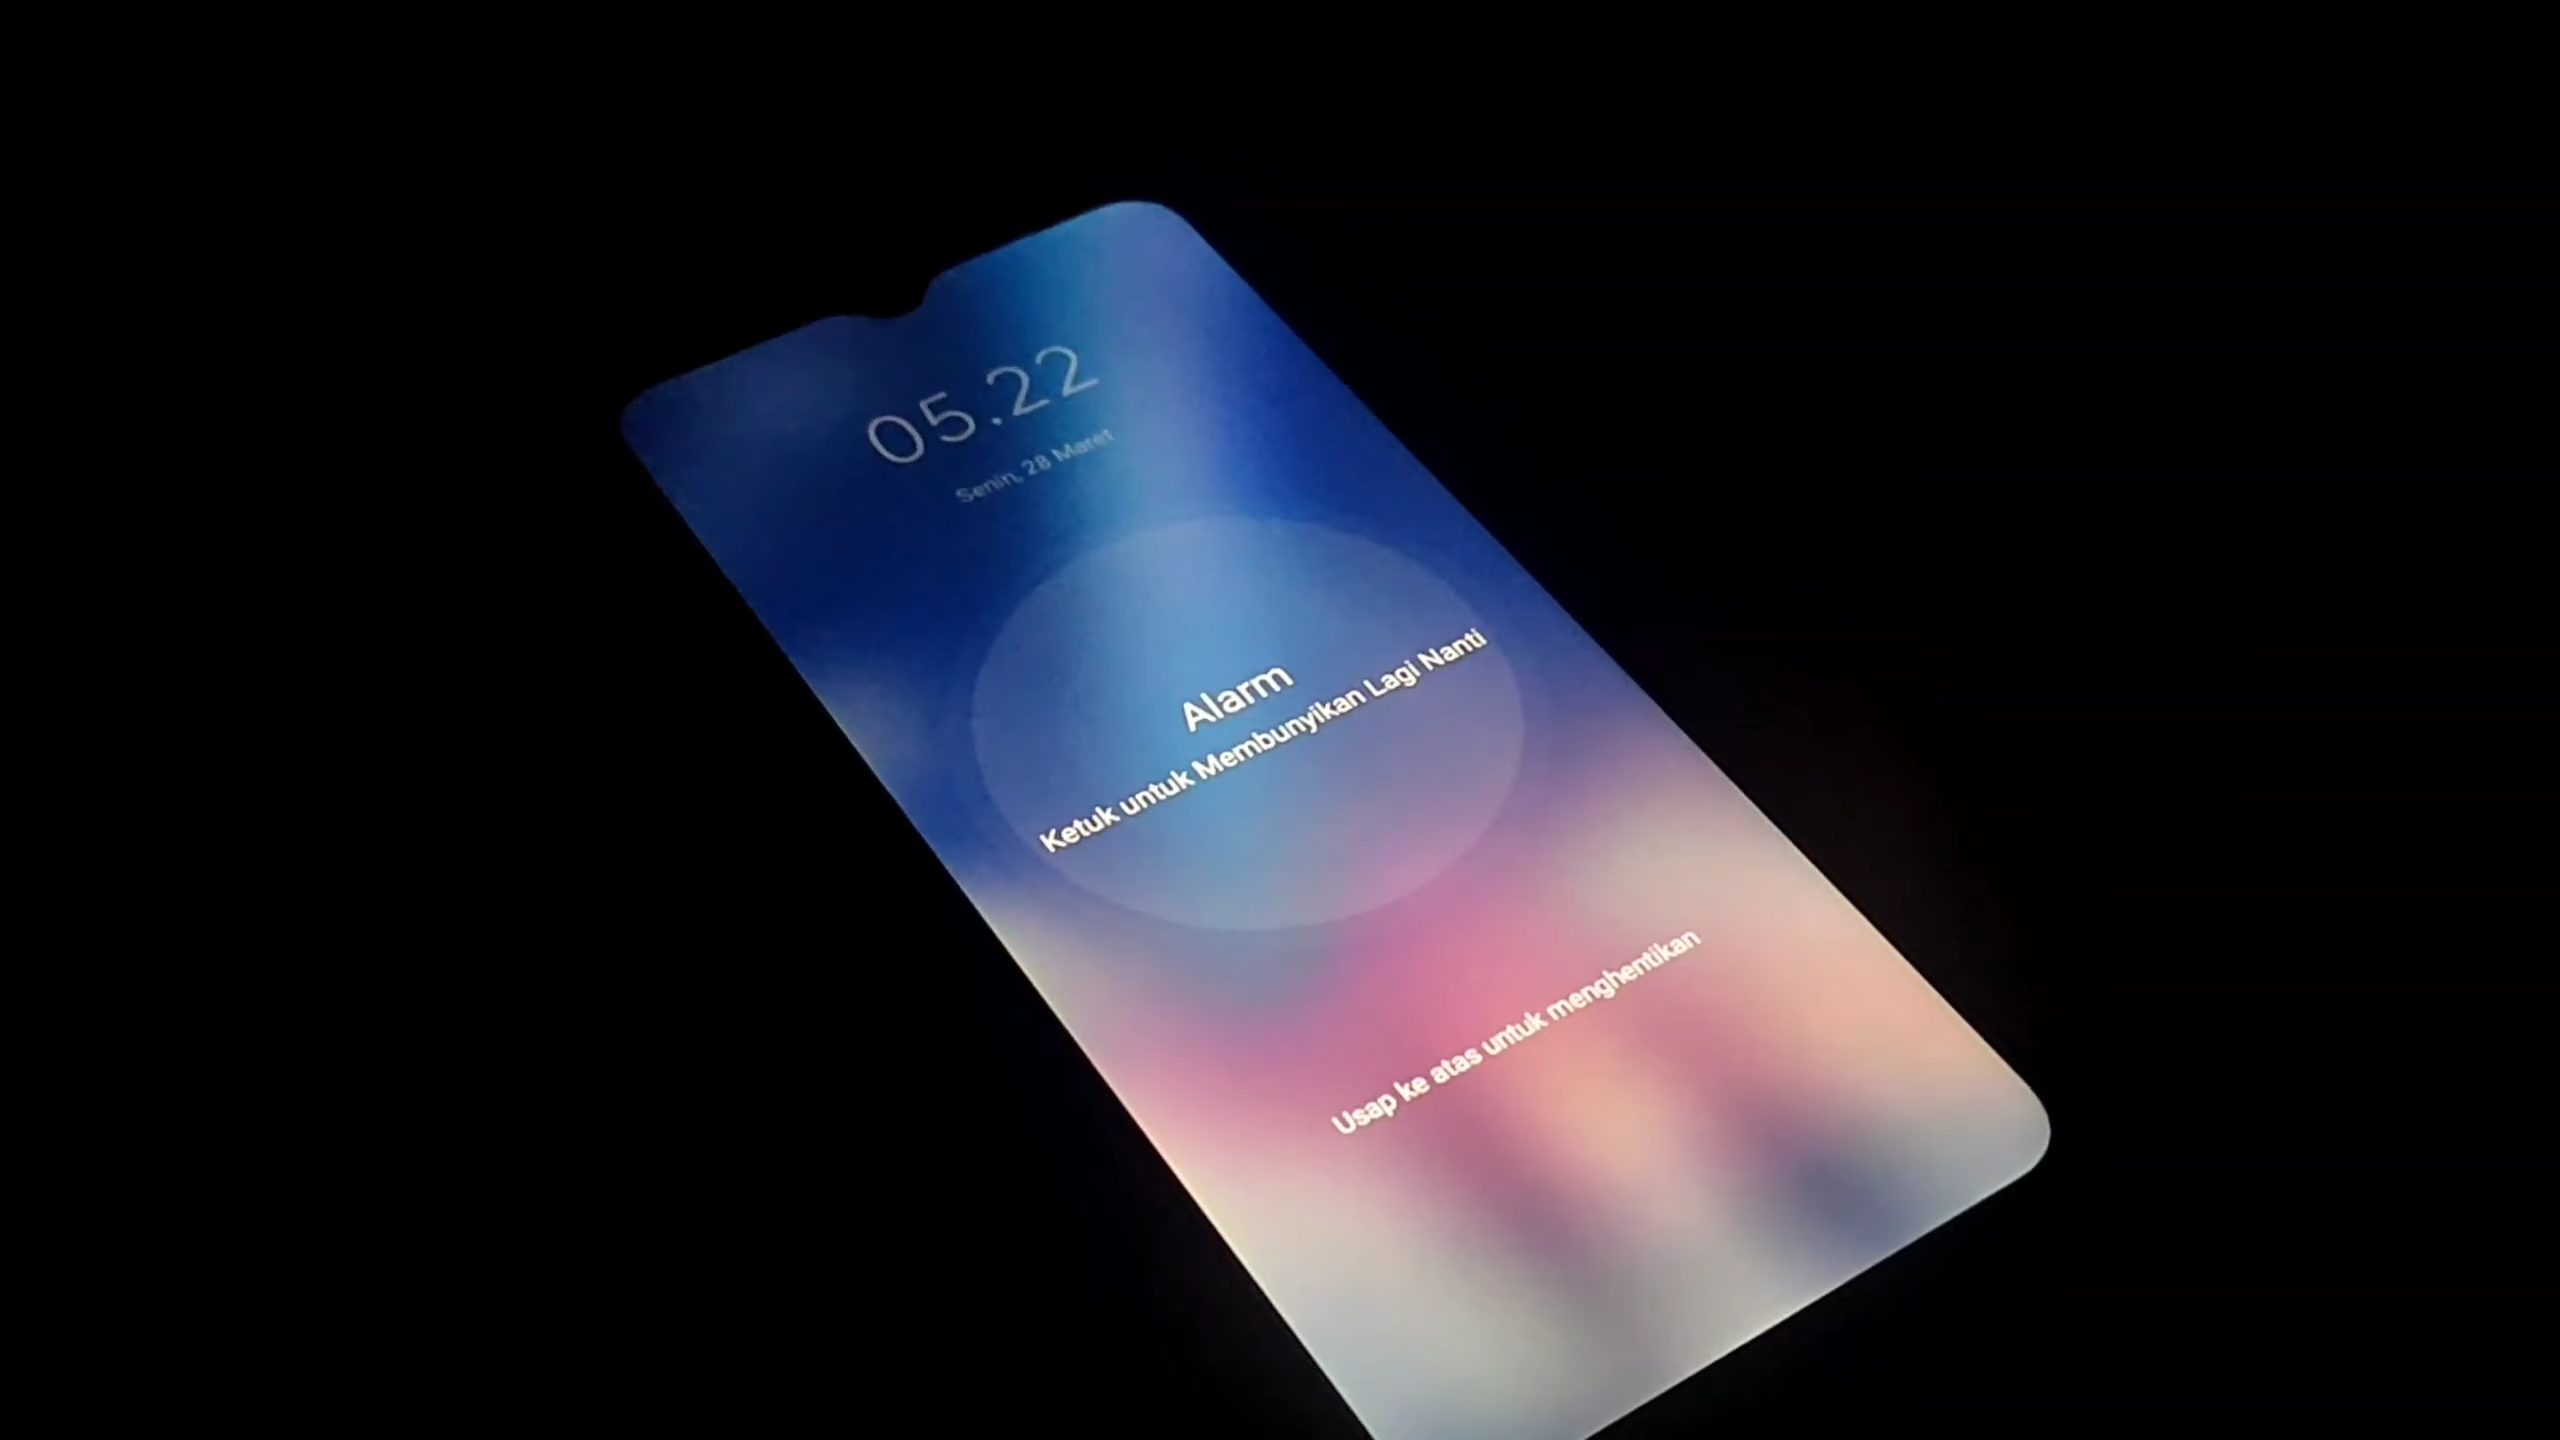 05.22
Senin, 28 Maret
Alarm
Ketuk untuk Membunyikan Lagi Nanti
Usap ke atas untuk menghentikan